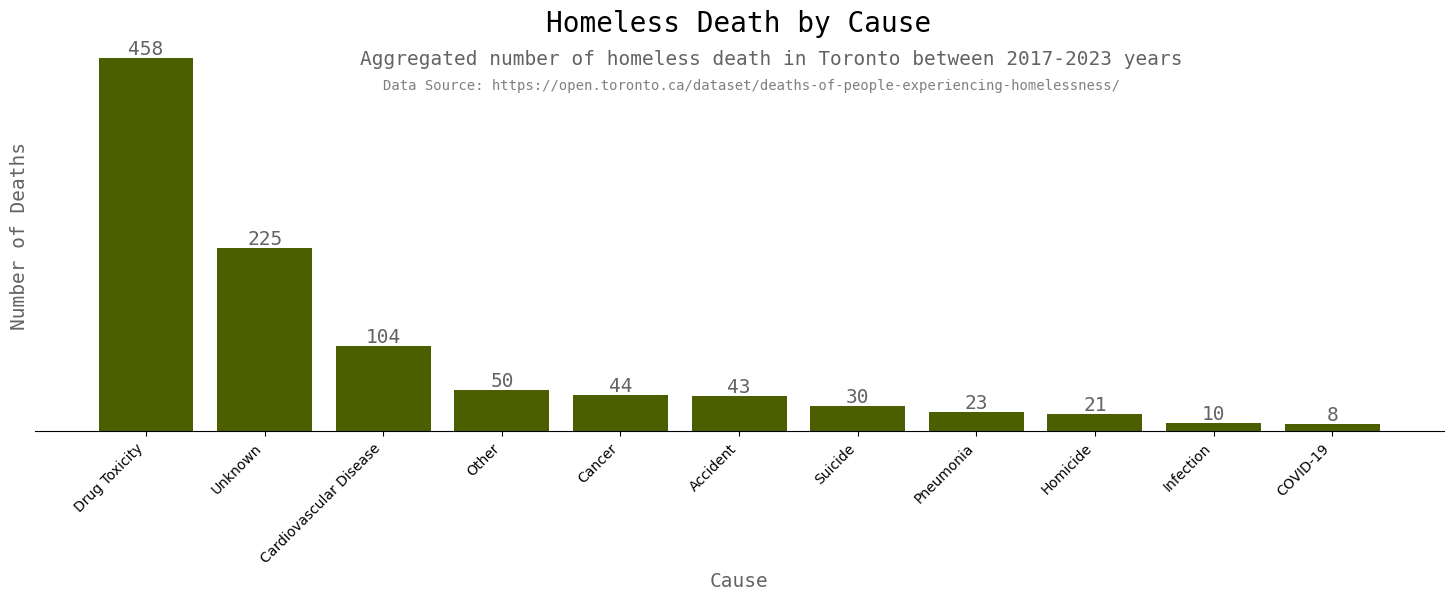 Homeless Death by Cause
Aggregated number of homeless death in Toronto between 2017-2023 years
Data Source: https://open.toronto.ca/dataset/deaths-of-people-experiencing-homelessness/
Number of Deaths
458
225
104
50
44
43
30
23
21
10
8
Drug Toxicity
Unknown
Cardiovascular Disease
Other
Cancer
Accident
Suicide
Pneumonia
Homicide
Infection
COVID-19
Cause